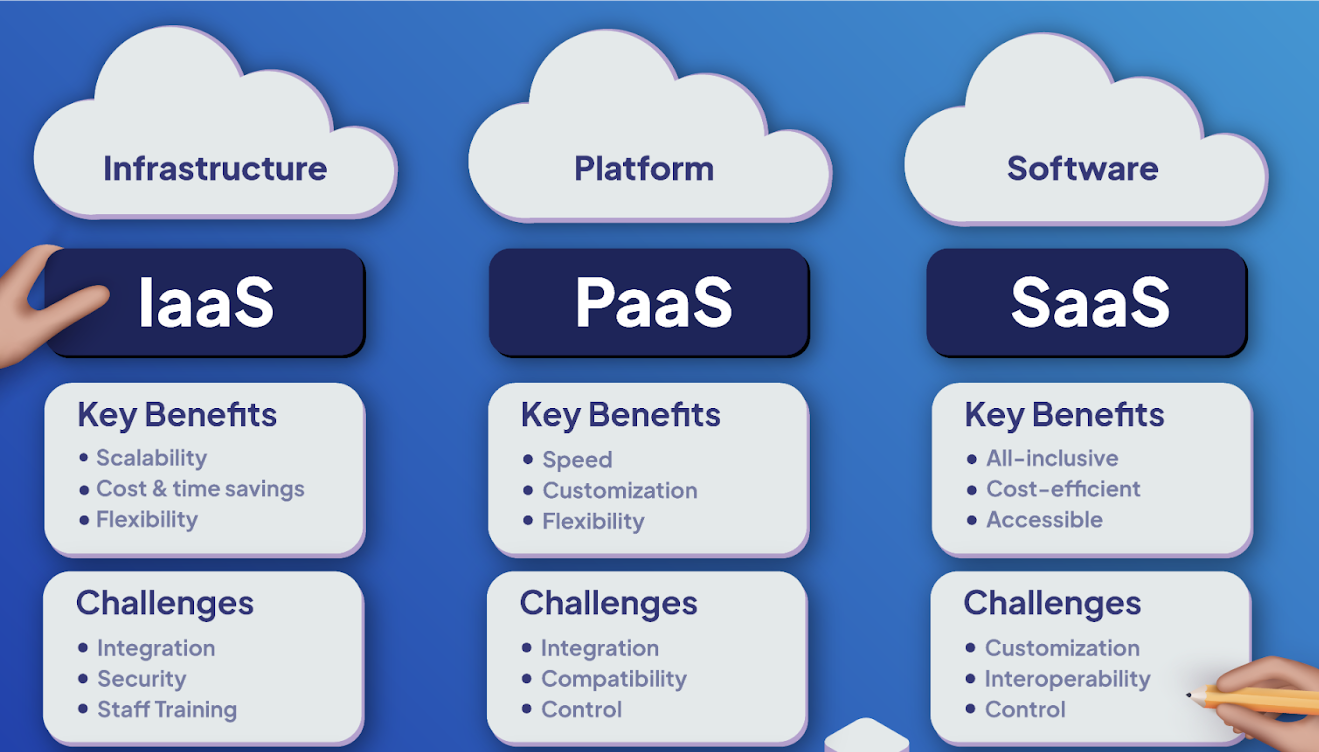 Infrastructure
IaaS
Key Benefits
Scalability
Cost & time savings
Flexibility
Challenges
Integration
Security
Staff Training
Platform
PaaS
Key Benefits
Speed
Customization
Flexibility
Challenges
Integration
Compatibility
Control
Software
SaaS
Key Benefits
All-inclusive
Cost-efficient
Accessible
Challenges
Customization
Interoperability
Control